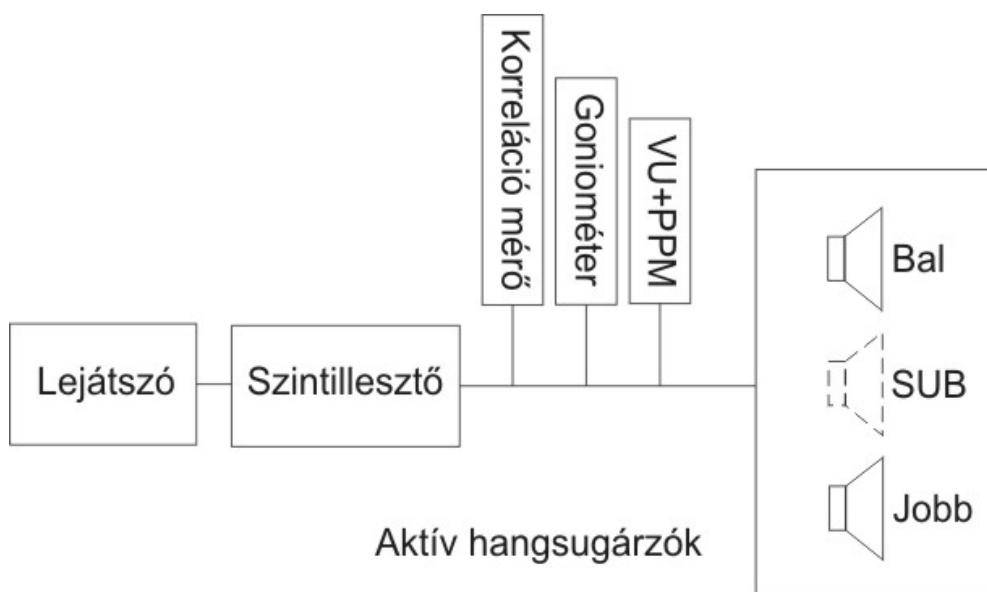 Korreláció mérő
Goniométer
VU+PPM
Bal
Lejátszó
Szintillesztő
SUB
Jobb
Aktív hangsugárzók